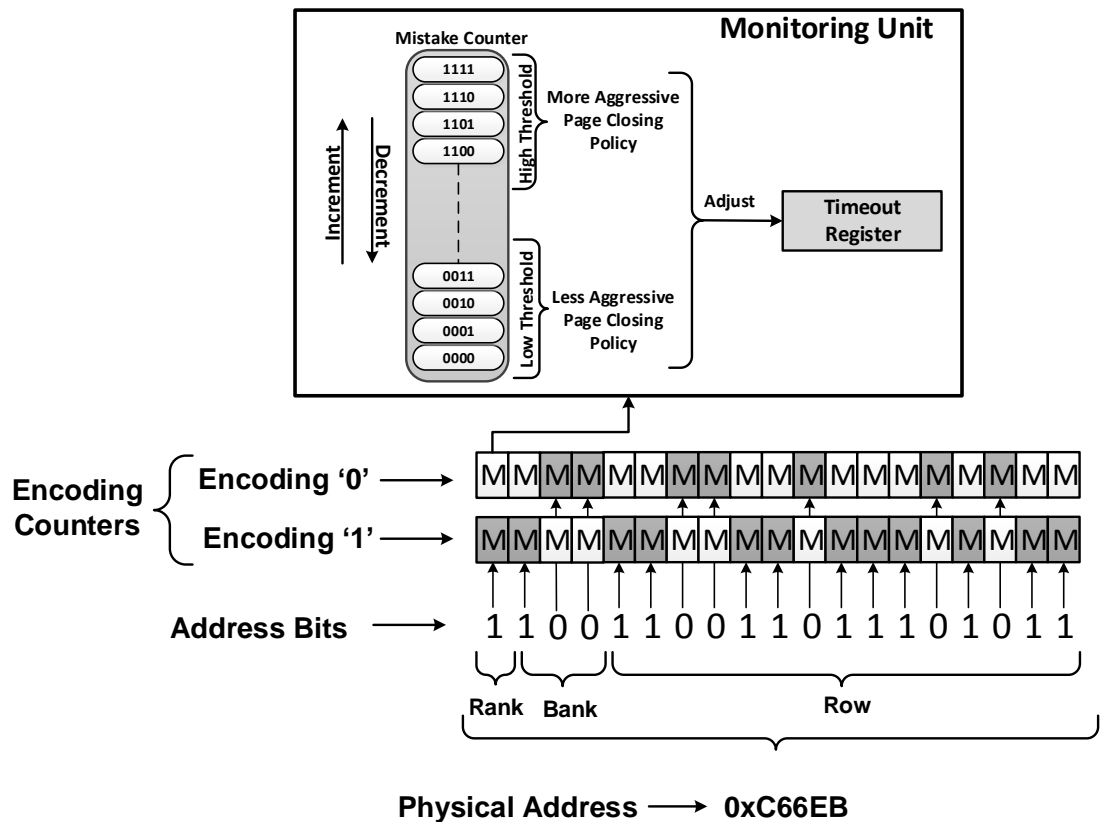 Monitoring Unit
Mistake Counter
1111
1110
1101
1100
High Threshold
More Aggressive
Page Closing
Policy
Increment
Decrement
Adjust
Timeout
Register
0011
0010
0001
0000
Low Threshold
Less Aggressive
Page Closing
Policy
Encoding
Counters
Encoding ‘0’
M M M M M M M M M M M M M M M M M M M
Encoding ‘1’
M M M M M M M M M M M M M M M M M M M
Address Bits
1 1 0 0 1 1 0 0 1 1 0 1 1 1 0 1 0 1 1
Rank
Bank
Row
Physical Address
0xC66EB